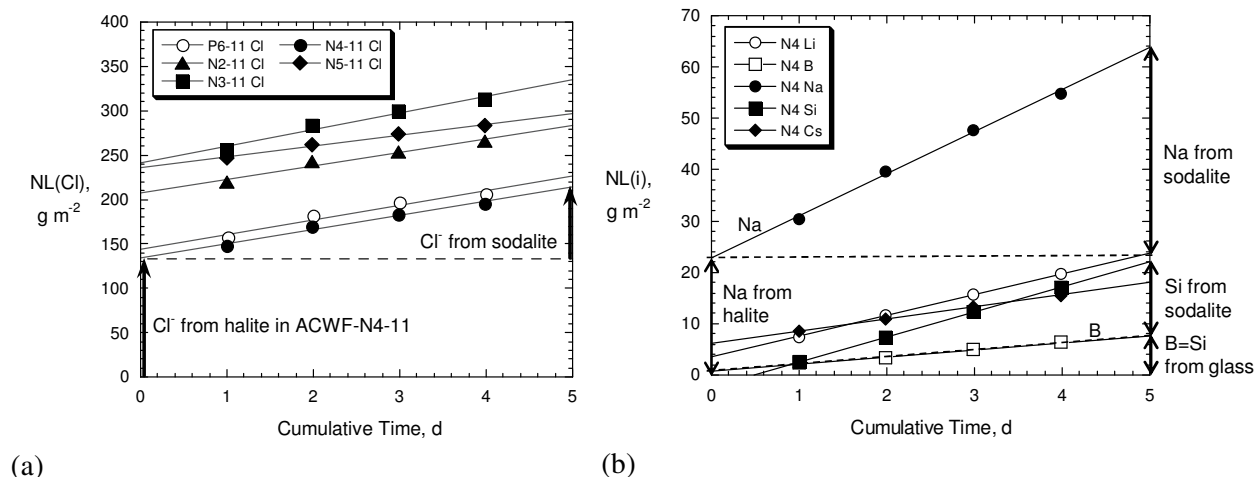 400
350
300
250
200
150
100
50
0
NL(Cl),
g m-2
P6-11 Cl
N2-11 Cl
N3-11 Cl
N4-11 Cl
N5-11 Cl
Cl- from sodalite
Cl- from halite in ACWF-N4-11
0 1 2 3 4 5
Cumulative Time, d
(a)
70
60
50
40
30
20
10
0
NL(i),
g m-2
N4 Li
N4 B
N4 Na
N4 Si
N4 Cs
Na
Na from
halite
B
Na from
sodalite
Si from
sodalite
B=Si
from glass
0 1 2 3 4 5
Cumulative Time, d
(b)